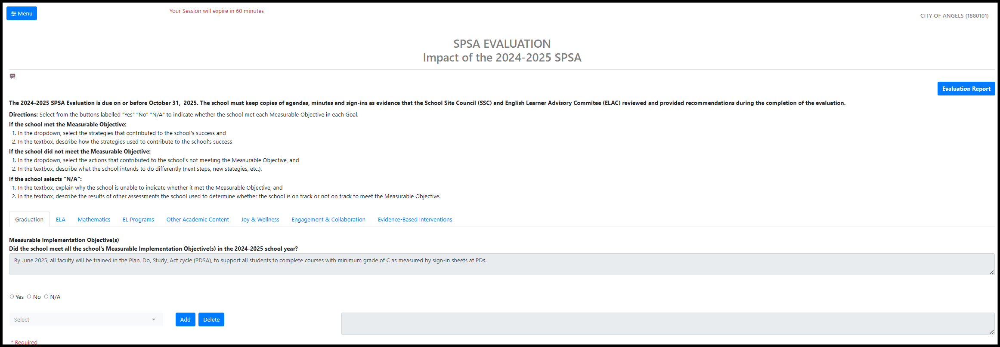 Menu
Your Session will expire in 60 minutes
CITY OF ANGELS (1880101)
SPSA EVALUATION
Impact of the 2024-2025 SPSA
Evaluation Report
The 2024-2025 SPSA Evaluation is due on or before October 31,  2025. The school must keep copies of agendas, minutes and sign-ins as evidence that the School Site Council (SSC) and English Learner Advisory Commitee (ELAC) reviewed and provided recommendations during the completion of the evaluation.
Directions: Select from the buttons labelled "Yes" "No" "N/A" to indicate whether the school met each Measurable Objective in each Goal.
If the school met the Measurable Objective:
1. In the dropdown, select the strategies that contributed to the school's success and
2. In the textbox, describe how the strategies used to contribute to the school's success
If the school did not meet the Measurable Objective:
1. In the dropdown, select the actions that contributed to the school's not meeting the Measurable Objective, and
2. In the textbox, describe what the school intends to do differently (next steps, new stategies, etc.).
If the school selects "N/A":
1. In the textbox, explain why the school is unable to indicate whether it met the Measurable Objective, and
2. In the textbox, describe the results of other assessments the school used to determine whether the school is on track or not on track to meet the Measurable Objective.
Graduation ELA Mathematics EL Programs Other Academic Content Joy & Wellness Engagement & Collaboration Evidence-Based Interventions
Measurable Implementation Objective(s)
Did the school meet all the school's Measurable Implementation Objective(s) in the 2024-2025 school year?
By June 2025, all faculty will be trained in the Plan, Do, Study, Act cycle (PDSA), to support all students to complete courses with minimum grade of C as measured by sign-in sheets at PDs.
Yes No N/A
Select Add Delete
* Required